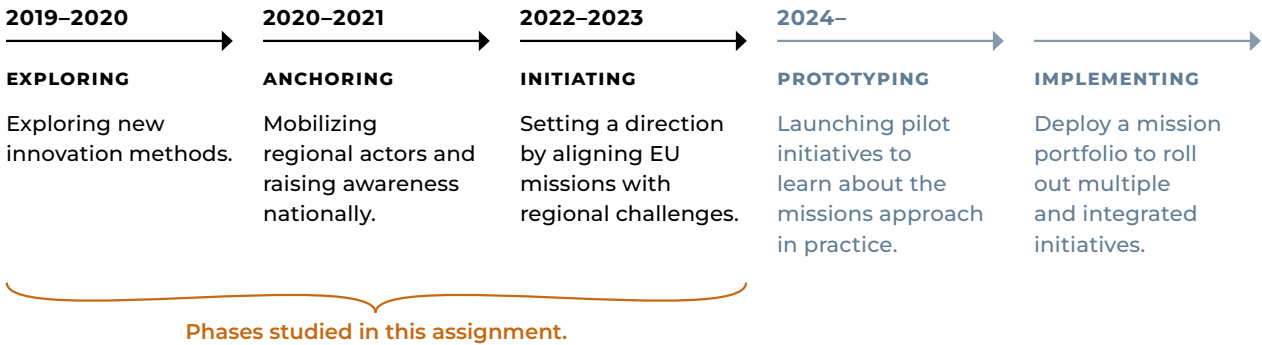 2019–2020
EXPLORING
Exploring new
innovation methods.
2020–2021
ANCHORING
Mobilizing
regional actors and
raising awareness
nationally.
2022–2023
INITIATING
Setting a direction
by aligning EU
missions with
regional challenges.
2024–
PROTOTYPING
Launching pilot
initiatives to
learn about the
missions approach
in practice.
IMPLEMENTING
Deploy a mission
portfolio to roll
out multiple
and integrated
initiatives.
Phases studied in this assignment.